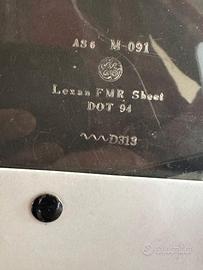 AS6 M-091
Lexan FMR Sheet
DOT 94
D313